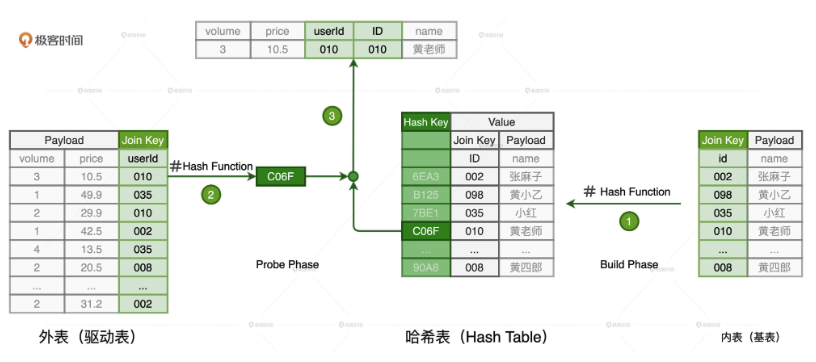 极客时间
volume price userId ID name
3 10.5 010 010 黄老师
3
Hash Key Value
Join Key Payload
ID name
6EA3 002 张麻子
B125 098 黄小乙
7BE1 035 小红
C06F 010 黄老师
... ... ...
90A8 008 黄四郎
Payload Join Key
volume price userId
3 10.5 010
1 49.9 035
2 29.9 010
1 42.5 002
4 13.5 035
2 20.5 008
... ... ...
2 31.2 002
#Hash Function
2
C06F
Probe Phase
# Hash Function
1
Build Phase
Join Key Payload
id name
002 张麻子
098 黄小乙
035 小红
010 黄老师
... ...
008 黄四郎
外表（驱动表）
哈希表（Hash Table）
内表（基表）